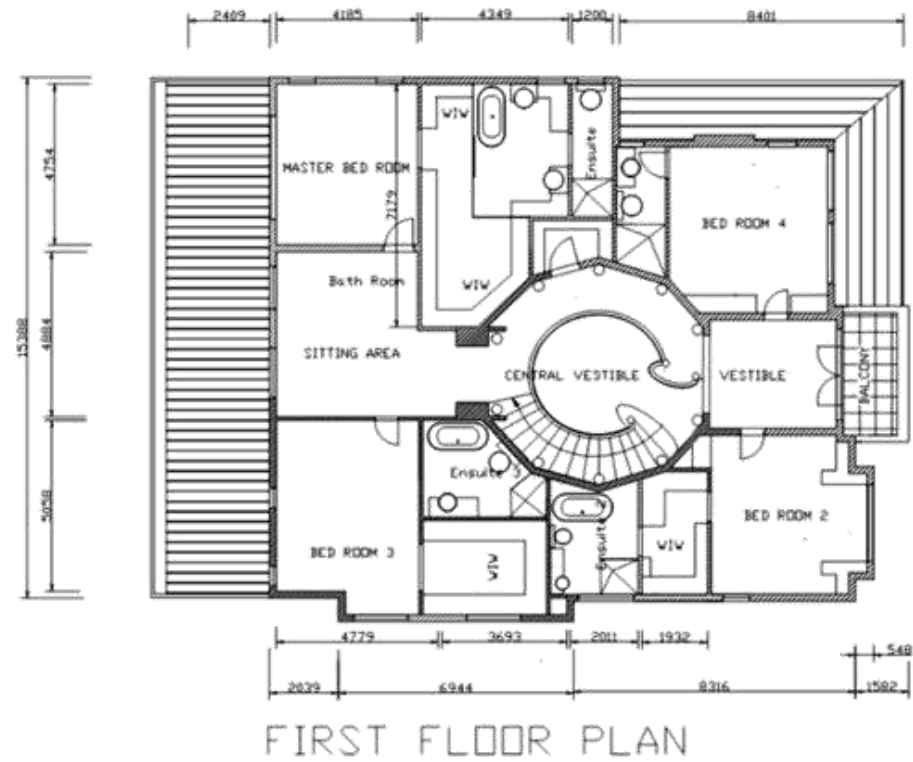 2409
4185
4349
1200
8401
WIW
Ensuite
4754
MASTER BED ROOM
7179
BED ROOM 4
Bath Room
WIW
15388
4884
SITTING AREA
CENTRAL VESTIBLE
VESTIBLE
BALCONY
Ensuite 3
5058
BED ROOM 3
WIW
Ensuite 2
WIW
BED ROOM 2
4779
3693
2011
1932
548
2039
6944
8316
1582
FIRST FLOOR PLAN